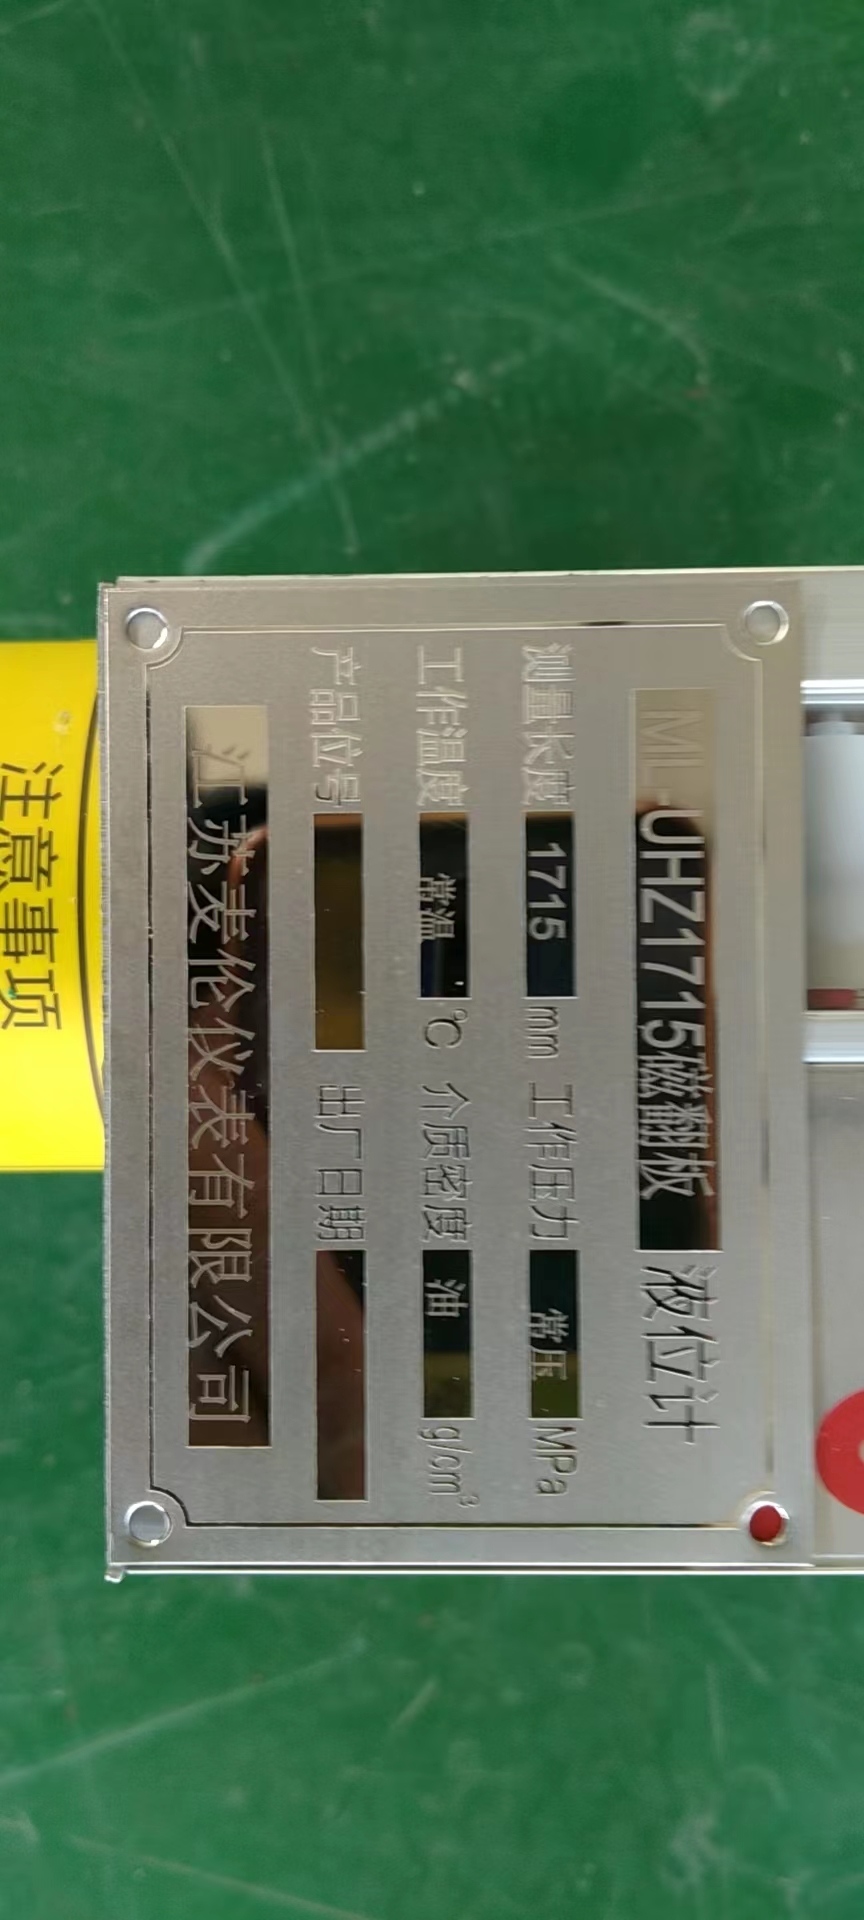 ML-UHZ1715磁翻板 液位计
测量长度 1715 mm 工作压力 常压 MPa
工作温度 常温 ℃ 介质密度 油 g/cm³
产品位号 出厂日期
江苏麦伦仪表有限公司
注意事项